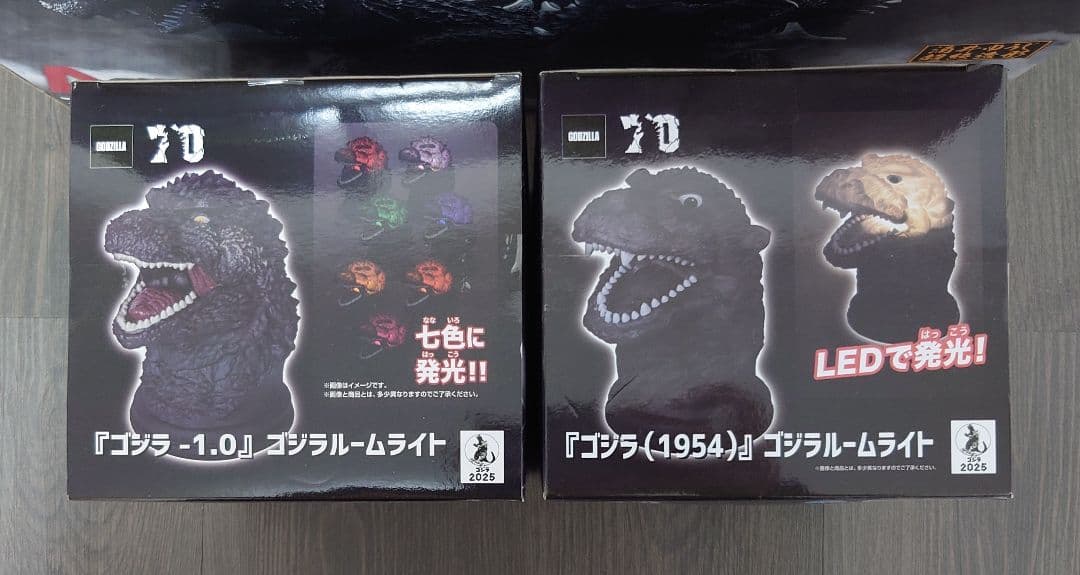 GODZILLA
70
なな いろ
七色に
はっ こう
発光!!
※画像はイメージです。
※画像と商品とは、多少異なりますのでご了承ください。
『ゴジラ -1.0』 ゴジラルームライト
ゴジラ
2025
GODZILLA
70
はっ こう
LEDで発光!
『ゴジラ(1954)』 ゴジラルームライト
※画像と商品とは、多少異なりますのでご了承ください。
ゴジラ
2025